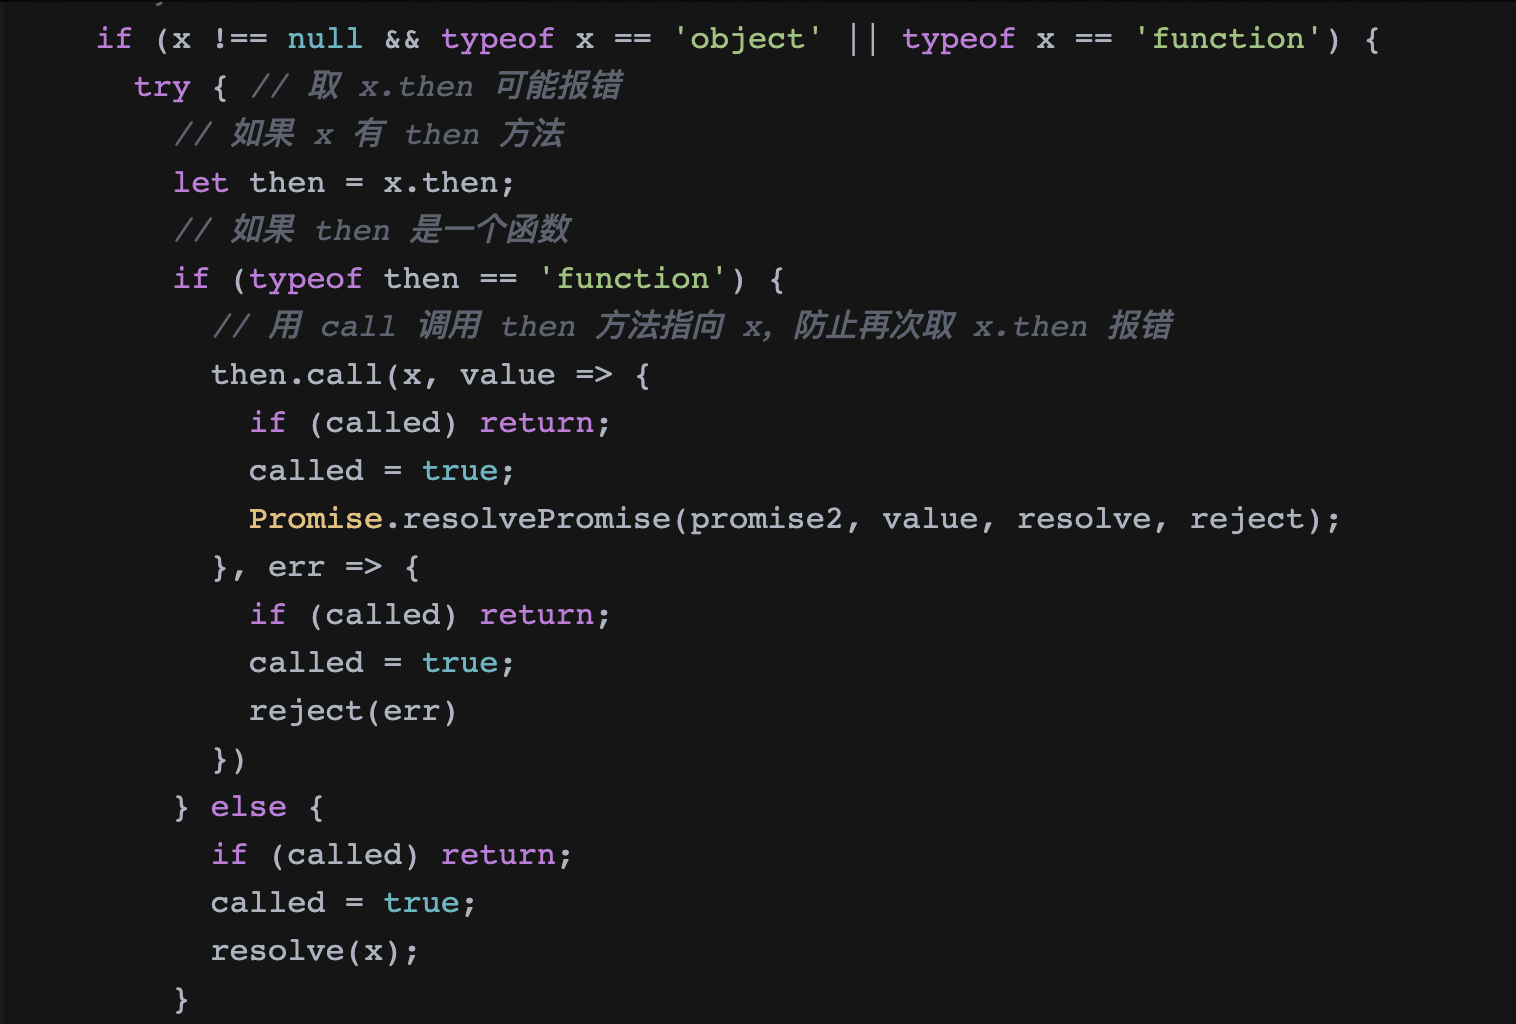 if (x !== null && typeof x == 'object' || typeof x == 'function') {
try { // 取 x.then 可能报错
// 如果 x 有 then 方法
let then = x.then;
// 如果 then 是一个函数
if (typeof then == 'function') {
// 用 call 调用 then 方法指向 x，防止再次取 x.then 报错
then.call(x, value => {
if (called) return;
called = true;
Promise.resolvePromise(promise2, value, resolve, reject);
}, err => {
if (called) return;
called = true;
reject(err)
})
} else {
if (called) return;
called = true;
resolve(x);
}